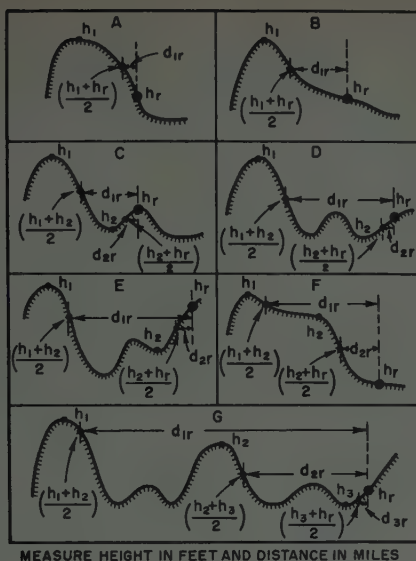 A
h₁
d₁r
(h₁+hr)/2
hr
B
h₁
d₁r
hr
(h₁+hr)/2
C
h₁
d₁r
hr
h₂
(h₁+h₂)/2
d₂r
(h₂+hr)/2
D
h₁
d₁r
hr
h₂
(h₁+h₂)/2
(h₂+hr)/2
d₂r
E
h₁
hr
d₁r
h₂
(h₁+h₂)/2
(h₂+hr)/2
d₂r
F
h₁
d₁r
h₂
(h₁+h₂)/2
d₂r
(h₂+hr)/2
hr
G
h₁
d₁r
h₂
d₂r
hr
h₃
(h₁+h₂)/2
(h₂+h₃)/2
(h₃+hr)/2
d₃r
MEASURE HEIGHT IN FEET AND DISTANCE IN MILES